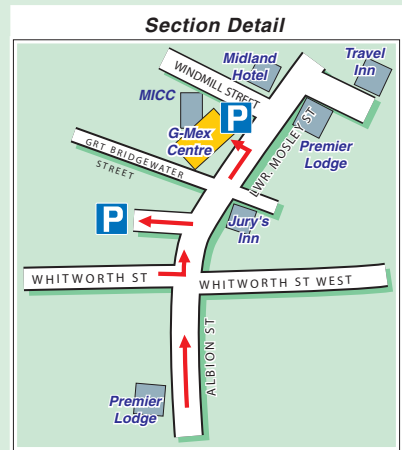 Section Detail
Travel
Inn
Midland
Hotel
WINDMILL STREET
MICC
P
G-Mex
Centre
Premier
Lodge
LWR. MOSLEY ST
GRT BRIDGEWATER
STREET
P
Jury's
Inn
WHITWORTH ST
WHITWORTH ST WEST
ALBION ST
Premier
Lodge